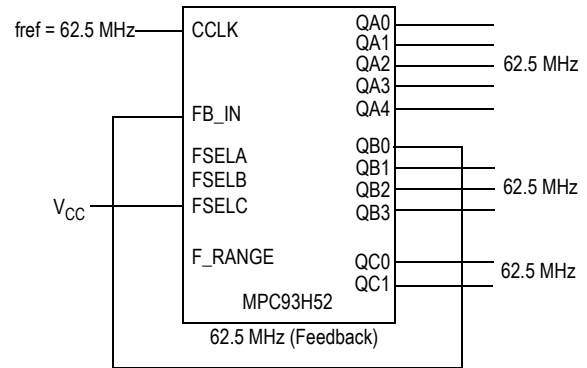 fref = 62.5 MHz
CCLK
QA0
QA1
QA2
62.5 MHz
QA3
QA4
FB_IN
QB0
FSELA
QB1
FSELB
QB2
62.5 MHz
VCC
FSELC
QB3
F_RANGE
QC0
62.5 MHz
QC1
MPC93H52
62.5 MHz (Feedback)